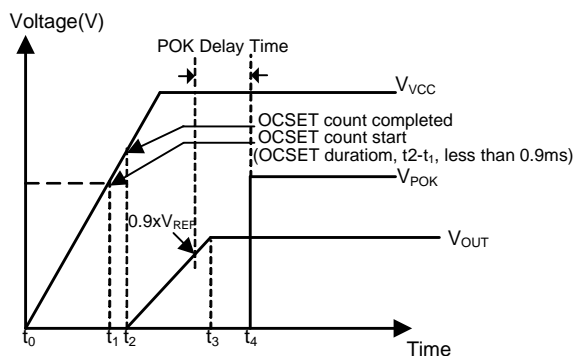 Voltage(V)
POK Delay Time
VVCC
OCSET count completed
OCSET count start
(OCSET duratiom, t2-t1, less than 0.9ms)
VPOK
0.9xVREF
VOUT
t0
t1
t2
t3
t4
Time